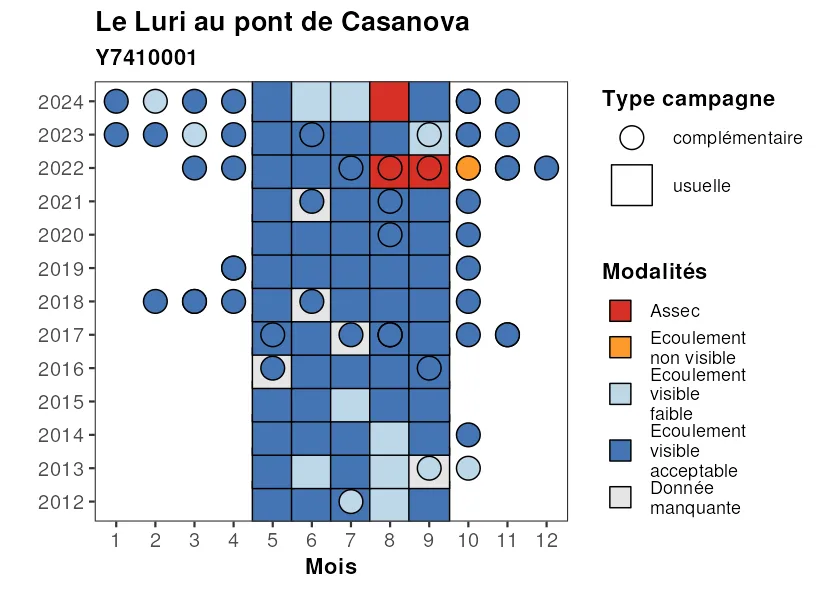 Le Luri au pont de Casanova
Y7410001
2024
2023
2022
2021
2020
2019
2018
2017
2016
2015
2014
2013
2012
1 2 3 4 5 6 7 8 9 10 11 12
Mois
Type campagne
complémentaire
usuelle
Modalités
Assec
Ecoulement
non visible
Ecoulement
visible
faible
Ecoulement
visible
acceptable
Donnée
manquante